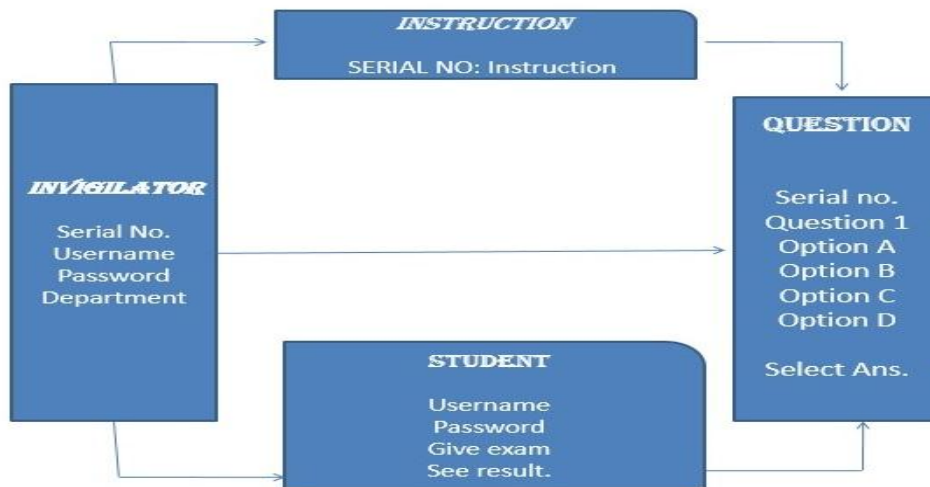 INSTRUCTION
SERIAL NO: Instruction
INVIGILATOR
Serial No.
Username
Password
Department
QUESTION
Serial no.
Question 1
Option A
Option B
Option C
Option D
Select Ans.
STUDENT
Username
Password
Give exam
See result.